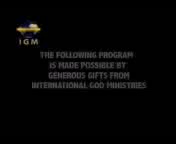 IGM
THE FOLLOWING PROGRAM
IS MADE POSSIBLE BY
GENEROUS GIFTS FROM
INTERNATIONAL GOD MINISTRIES